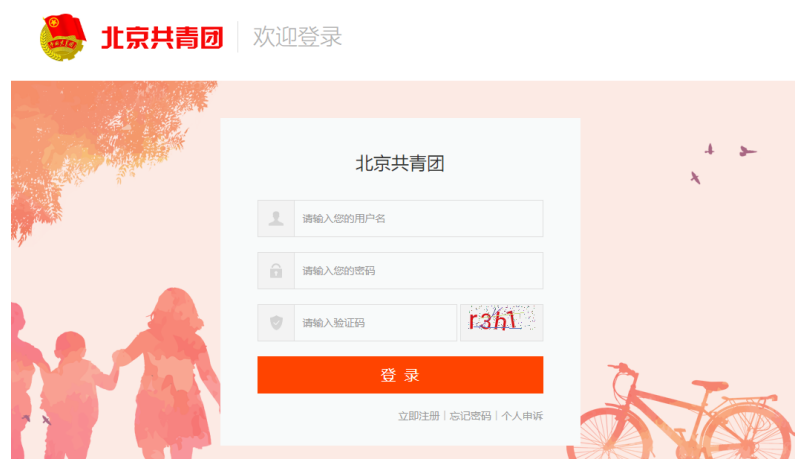 北京共青团 欢迎登录
北京共青团
请输入您的用户名
请输入您的密码
请输入验证码 r3h1
登录
立即注册 | 忘记密码 | 个人申诉